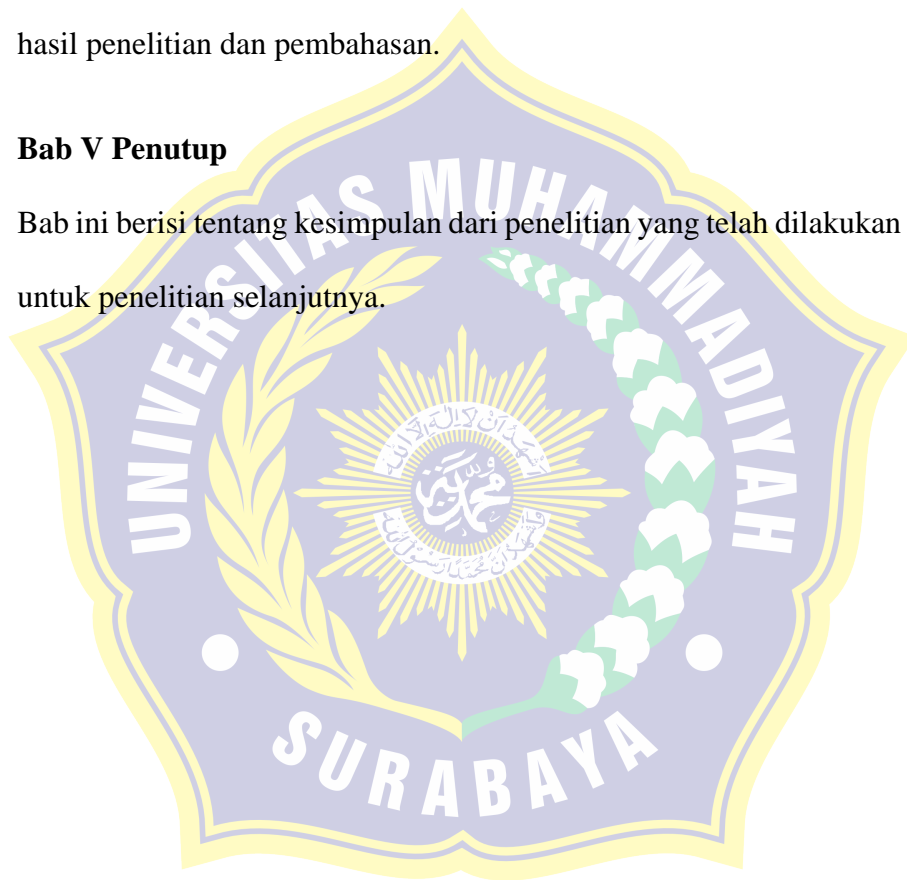 hasil penelitian dan pembahasan.
Bab V Penutup
Bab ini berisi tentang kesimpulan dari penelitian yang telah dilakukan
untuk penelitian selanjutnya.
UNIVERSITAS MUHAMMADIYAH
SURABAYA